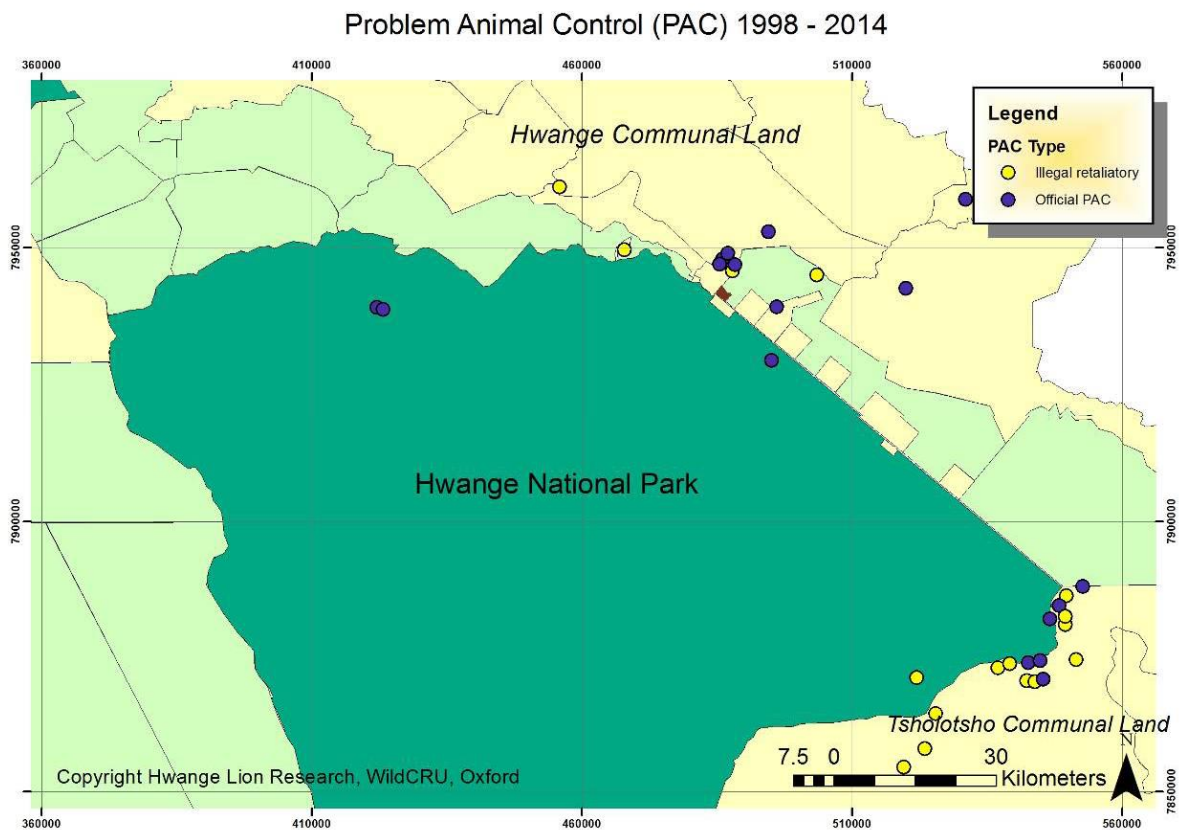 Problem Animal Control (PAC) 1998 - 2014
360000 410000 460000 510000 560000
Hwange Communal Land
Legend
PAC Type
Illegal retaliatory
Official PAC
7950000 7950000
Hwange National Park
7900000 7900000
Tsholotsho Communal Land
N
7.5 0 30
Kilometers
Copyright Hwange Lion Research, WildCRU, Oxford
7850000
360000 410000 460000 510000 560000